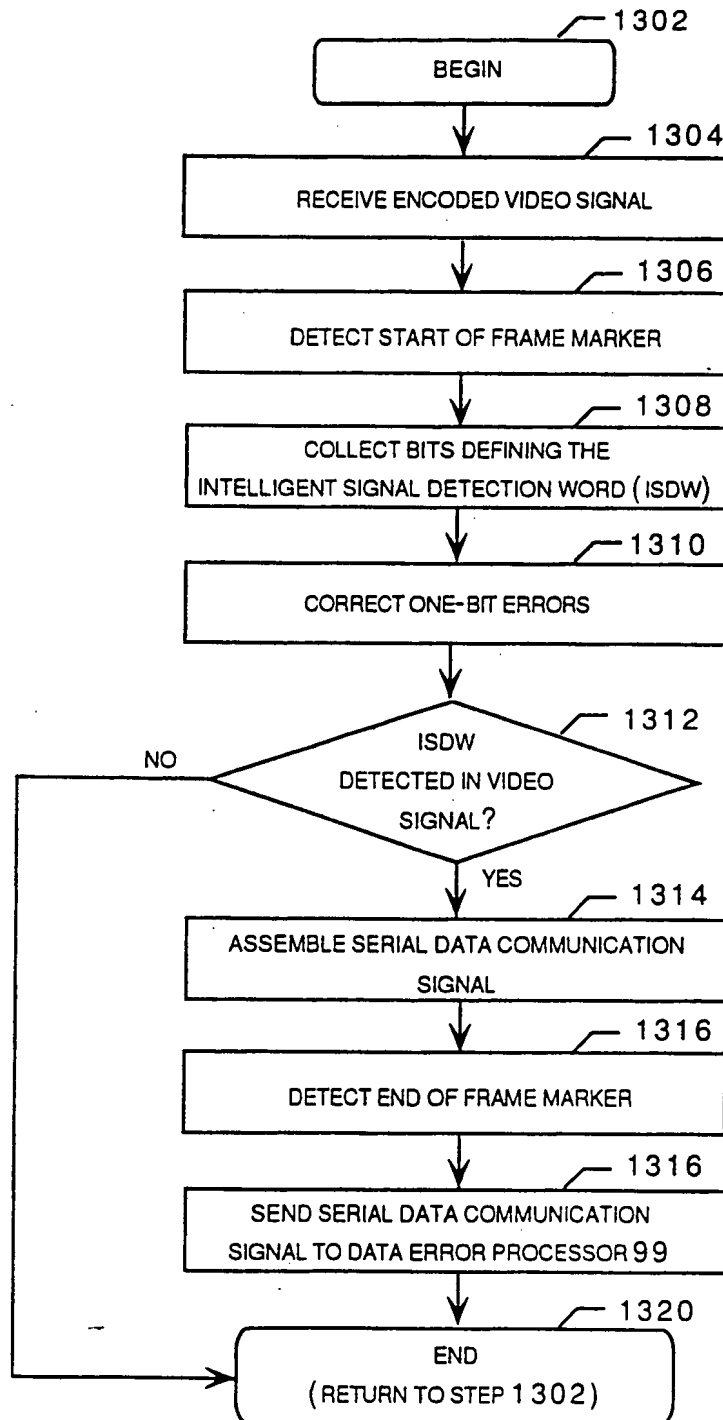 1302
BEGIN
1304
RECEIVE ENCODED VIDEO SIGNAL
1306
DETECT START OF FRAME MARKER
1308
COLLECT BITS DEFINING THE
INTELLIGENT SIGNAL DETECTION WORD (ISDW)
1310
CORRECT ONE-BIT ERRORS
1312
ISDW
DETECTED IN VIDEO
SIGNAL?
NO
YES
1314
ASSEMBLE SERIAL DATA COMMUNICATION
SIGNAL
1316
DETECT END OF FRAME MARKER
1316
SEND SERIAL DATA COMMUNICATION
SIGNAL TO DATA ERROR PROCESSOR 99
1320
END
(RETURN TO STEP 1302)